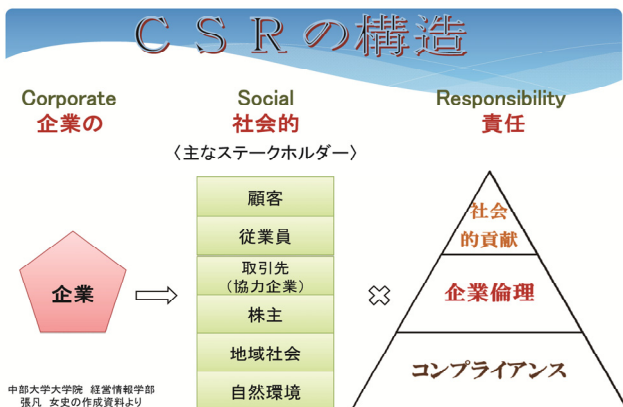 CSRの構造
Corporate
企業の
Social
社会的
〈主なステークホルダー〉
Responsibility
責任
企業
顧客
従業員
取引先
（協力企業）
株主
地域社会
自然環境
社会
的貢献
企業倫理
コンプライアンス
中部大学大学院 経営情報学部
張凡 女史の作成資料より